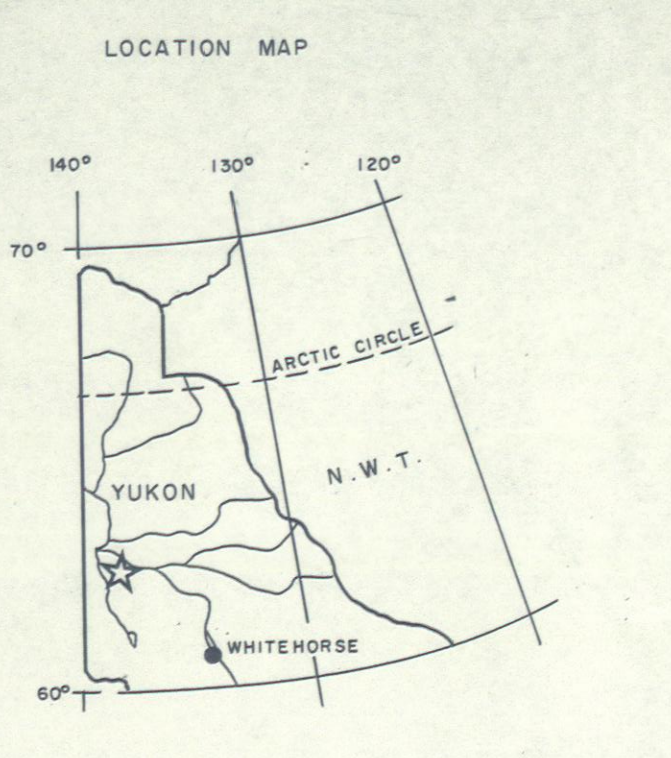 LOCATION MAP
140° 130° 120°
70°
ARCTIC CIRCLE
N.W.T.
YUKON
WHITEHORSE
60°